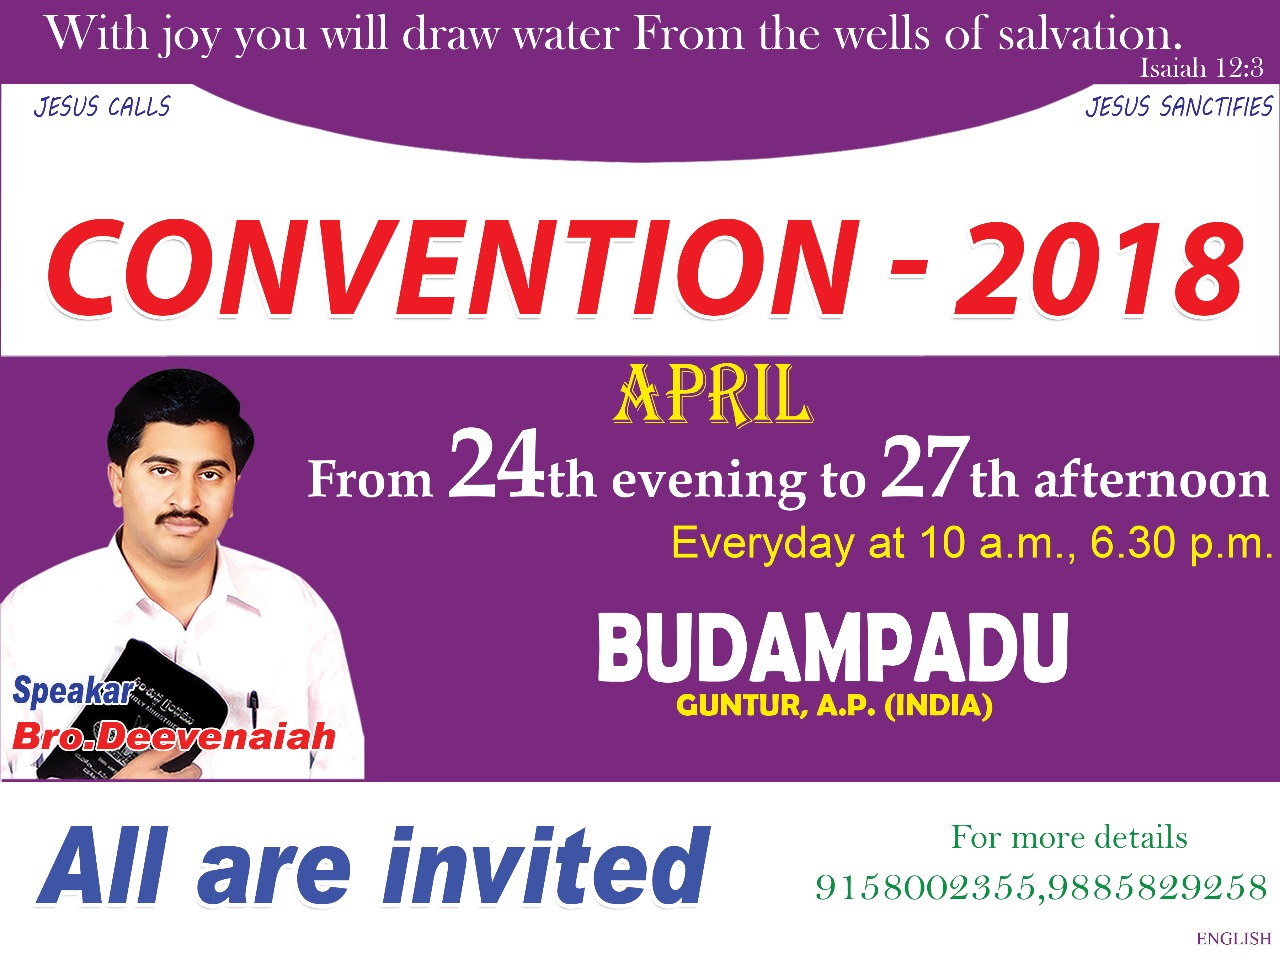 With joy you will draw water From the wells of salvation.
Isaiah 12:3
JESUS CALLS
JESUS SANCTIFIES
CONVENTION - 2018
APRIL
From 24th evening to 27th afternoon
Everyday at 10 a.m., 6.30 p.m.
BUDAMPADU
GUNTUR, A.P. (INDIA)
Speakar
Bro.Deevenaiah
All are invited
For more details
9158002355,9885829258
ENGLISH